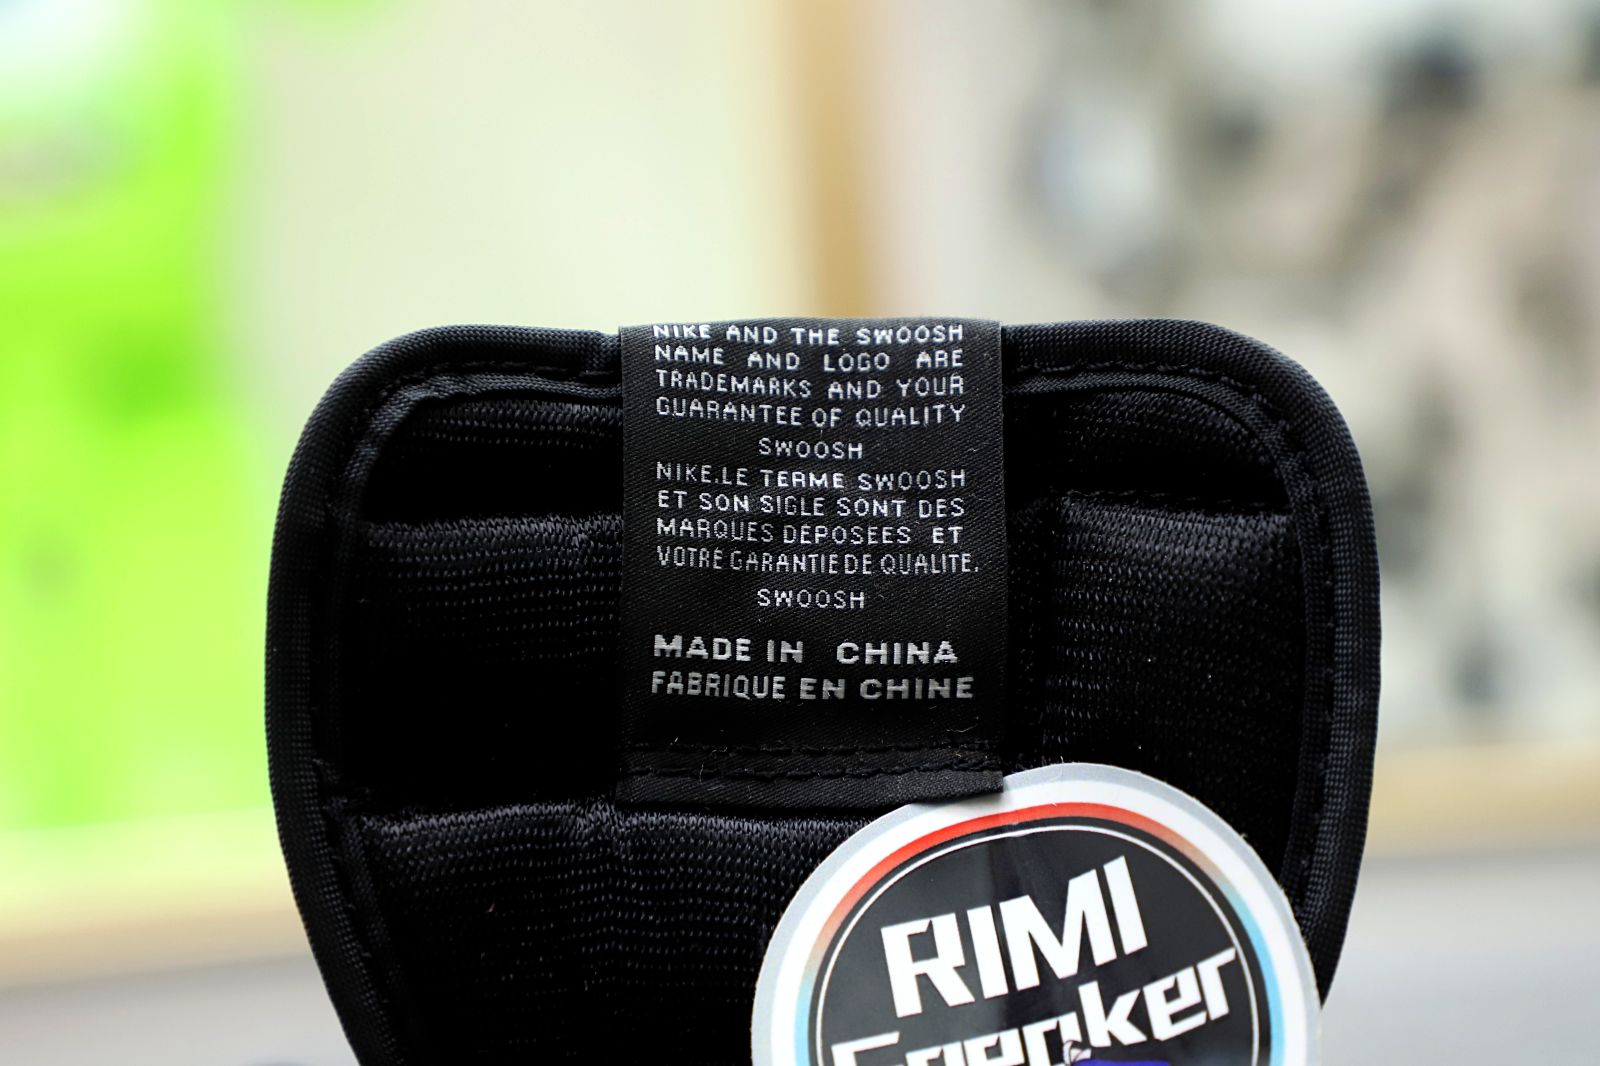 NIKE AND THE SWOOSH
NAME AND LOGO ARE
TRADEMARKS AND YOUR
GUARANTEE OF QUALITY
SWOOSH
NIKE.LE TERME SWOOSH
ET SON SIGLE SONT DES
MARQUES DEPOSEES ET
VOTRE GARANTIE DE QUALITE.
SWOOSH
MADE IN CHINA
FABRIQUE EN CHINE
RIMI